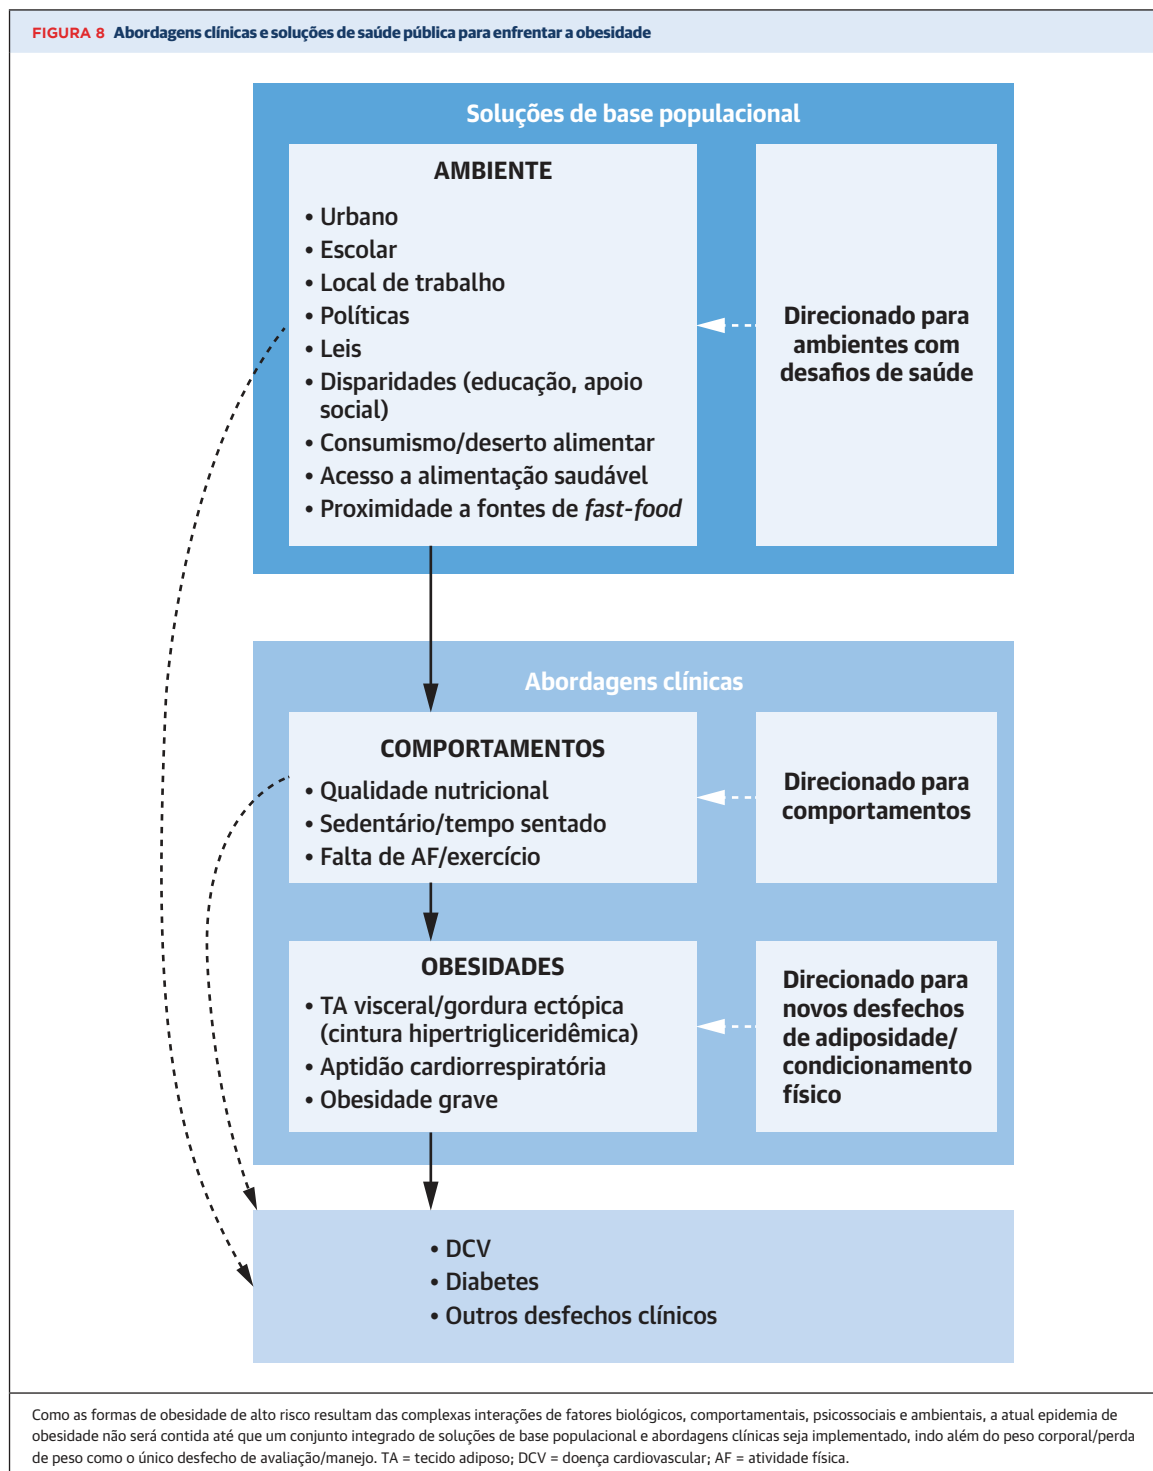 FIGURA 8 Abordagens clínicas e soluções de saúde pública para enfrentar a obesidade
Soluções de base populacional
AMBIENTE
• Urbano
• Escolar
• Local de trabalho
• Políticas
• Leis
• Disparidades (educação, apoio
social)
• Consumismo/deserto alimentar
• Acesso a alimentação saudável
• Proximidade a fontes de fast-food
Direcionado para
ambientes com
desafios de saúde
Abordagens clínicas
COMPORTAMENTOS
• Qualidade nutricional
• Sedentário/tempo sentado
• Falta de AF/exercício
Direcionado para
comportamentos
OBESIDADES
• TA visceral/gordura ectópica
(cintura hipertrigliceridêmica)
• Aptidão cardiorrespiratória
• Obesidade grave
Direcionado para
novos desfechos
de adiposidade/
condicionamento
físico
• DCV
• Diabetes
• Outros desfechos clínicos
Como as formas de obesidade de alto risco resultam das complexas interações de fatores biológicos, comportamentais, psicossociais e ambientais, a atual epidemia de
obesidade não será contida até que um conjunto integrado de soluções de base populacional e abordagens clínicas seja implementado, indo além do peso corporal/perda
de peso como o único desfecho de avaliação/manejo. TA = tecido adiposo; DCV = doença cardiovascular; AF = atividade física.